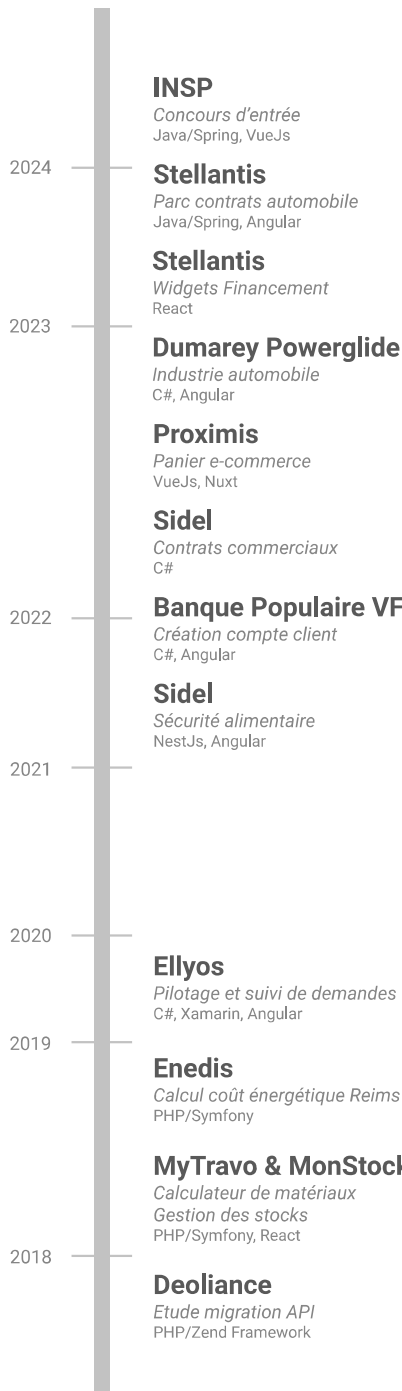 INSP
Concours d'entrée
Java/Spring, VueJs
2024
Stellantis
Parc contrats automobile
Java/Spring, Angular
Stellantis
Widgets Financement
React
2023
Dumarey Powerglide
Industrie automobile
C#, Angular
Proximis
Panier e-commerce
VueJs, Nuxt
Sidel
Contrats commerciaux
C#
2022
Banque Populaire VF
Création compte client
C#, Angular
Sidel
Sécurité alimentaire
NestJs, Angular
2021
2020
Ellyos
Pilotage et suivi de demandes
C#, Xamarin, Angular
2019
Enedis
Calcul coût énergétique Reims
PHP/Symfony
MyTravo & MonStock
Calculateur de matériaux
Gestion des stocks
PHP/Symfony, React
2018
Deoliance
Etude migration API
PHP/Zend Framework